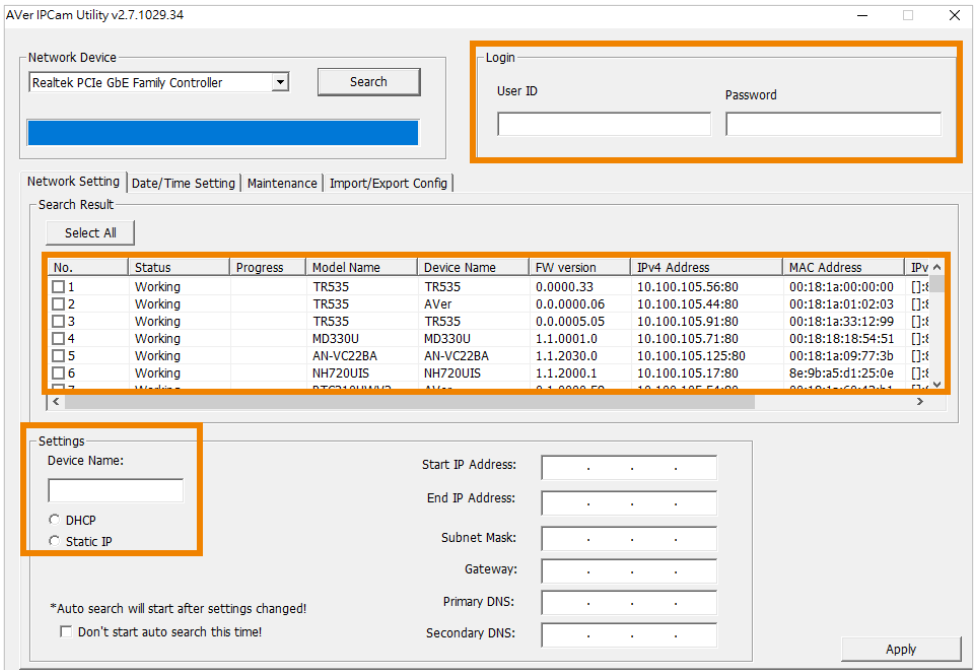 AVer IPCam Utility v2.7.1029.34
Network Device
Realtek PCIe GbE Family Controller
Search
Login
User ID
Password
Network Setting
Date/Time Setting
Maintenance
Import/Export Config
Search Result
Select All
No. Status Progress Model Name Device Name FW version IPv4 Address MAC Address IPv
1 Working TR535 TR535 0.0000.33 10.100.105.56:80 00:18:1a:00:00:00 []:8
2 Working TR535 AVer 0.0.0000.06 10.100.105.44:80 00:18:1a:01:02:03 []:8
3 Working TR535 TR535 0.0.0005.05 10.100.105.91:80 00:18:1a:33:12:99 []:8
4 Working MD330U MD330U 1.1.0001.0 10.100.105.71:80 00:18:18:18:54:51 []:8
5 Working AN-VC22BA AN-VC22BA 1.1.2030.0 10.100.105.125:80 00:18:1a:09:77:3b []:8
6 Working NH720UIS NH720UIS 1.1.2000.1 10.100.105.17:80 8e:9b:a5:d1:25:0e []:8
7 Working
Settings
Device Name:
DHCP
Static IP
Start IP Address:
End IP Address:
Subnet Mask:
Gateway:
Primary DNS:
Secondary DNS:
*Auto search will start after settings changed!
Don't start auto search this time!
Apply